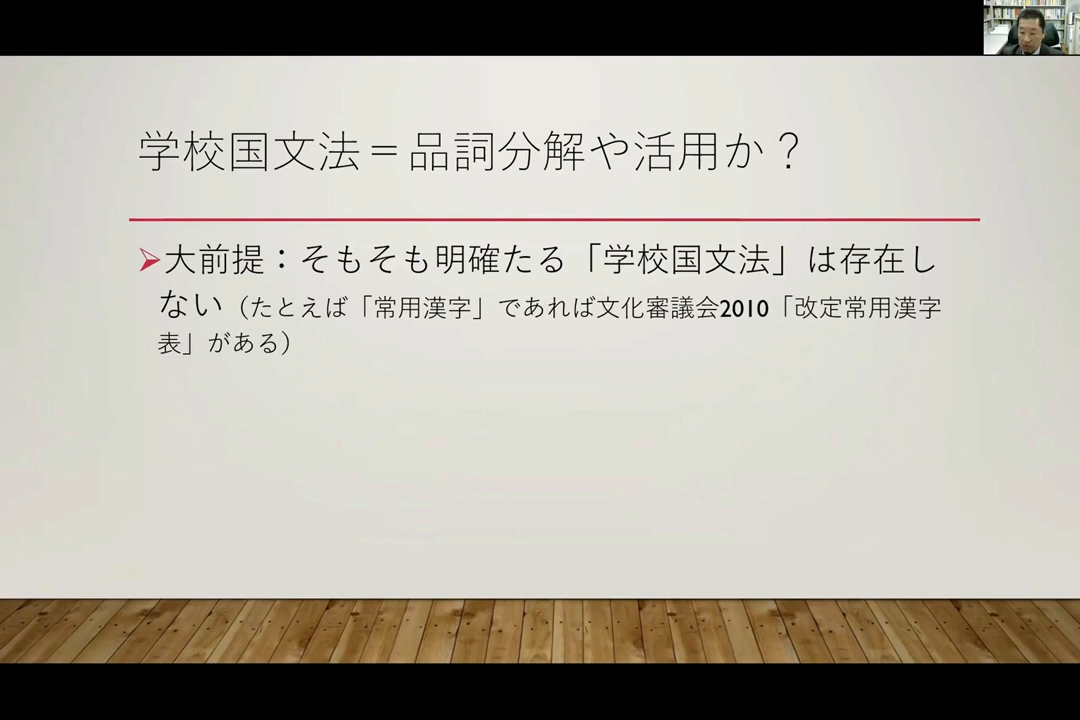 学校国文法＝品詞分解や活用か？
➢大前提：そもそも明確たる「学校国文法」は存在し
ない（たとえば「常用漢字」であれば文化審議会2010「改定常用漢字
表」がある）